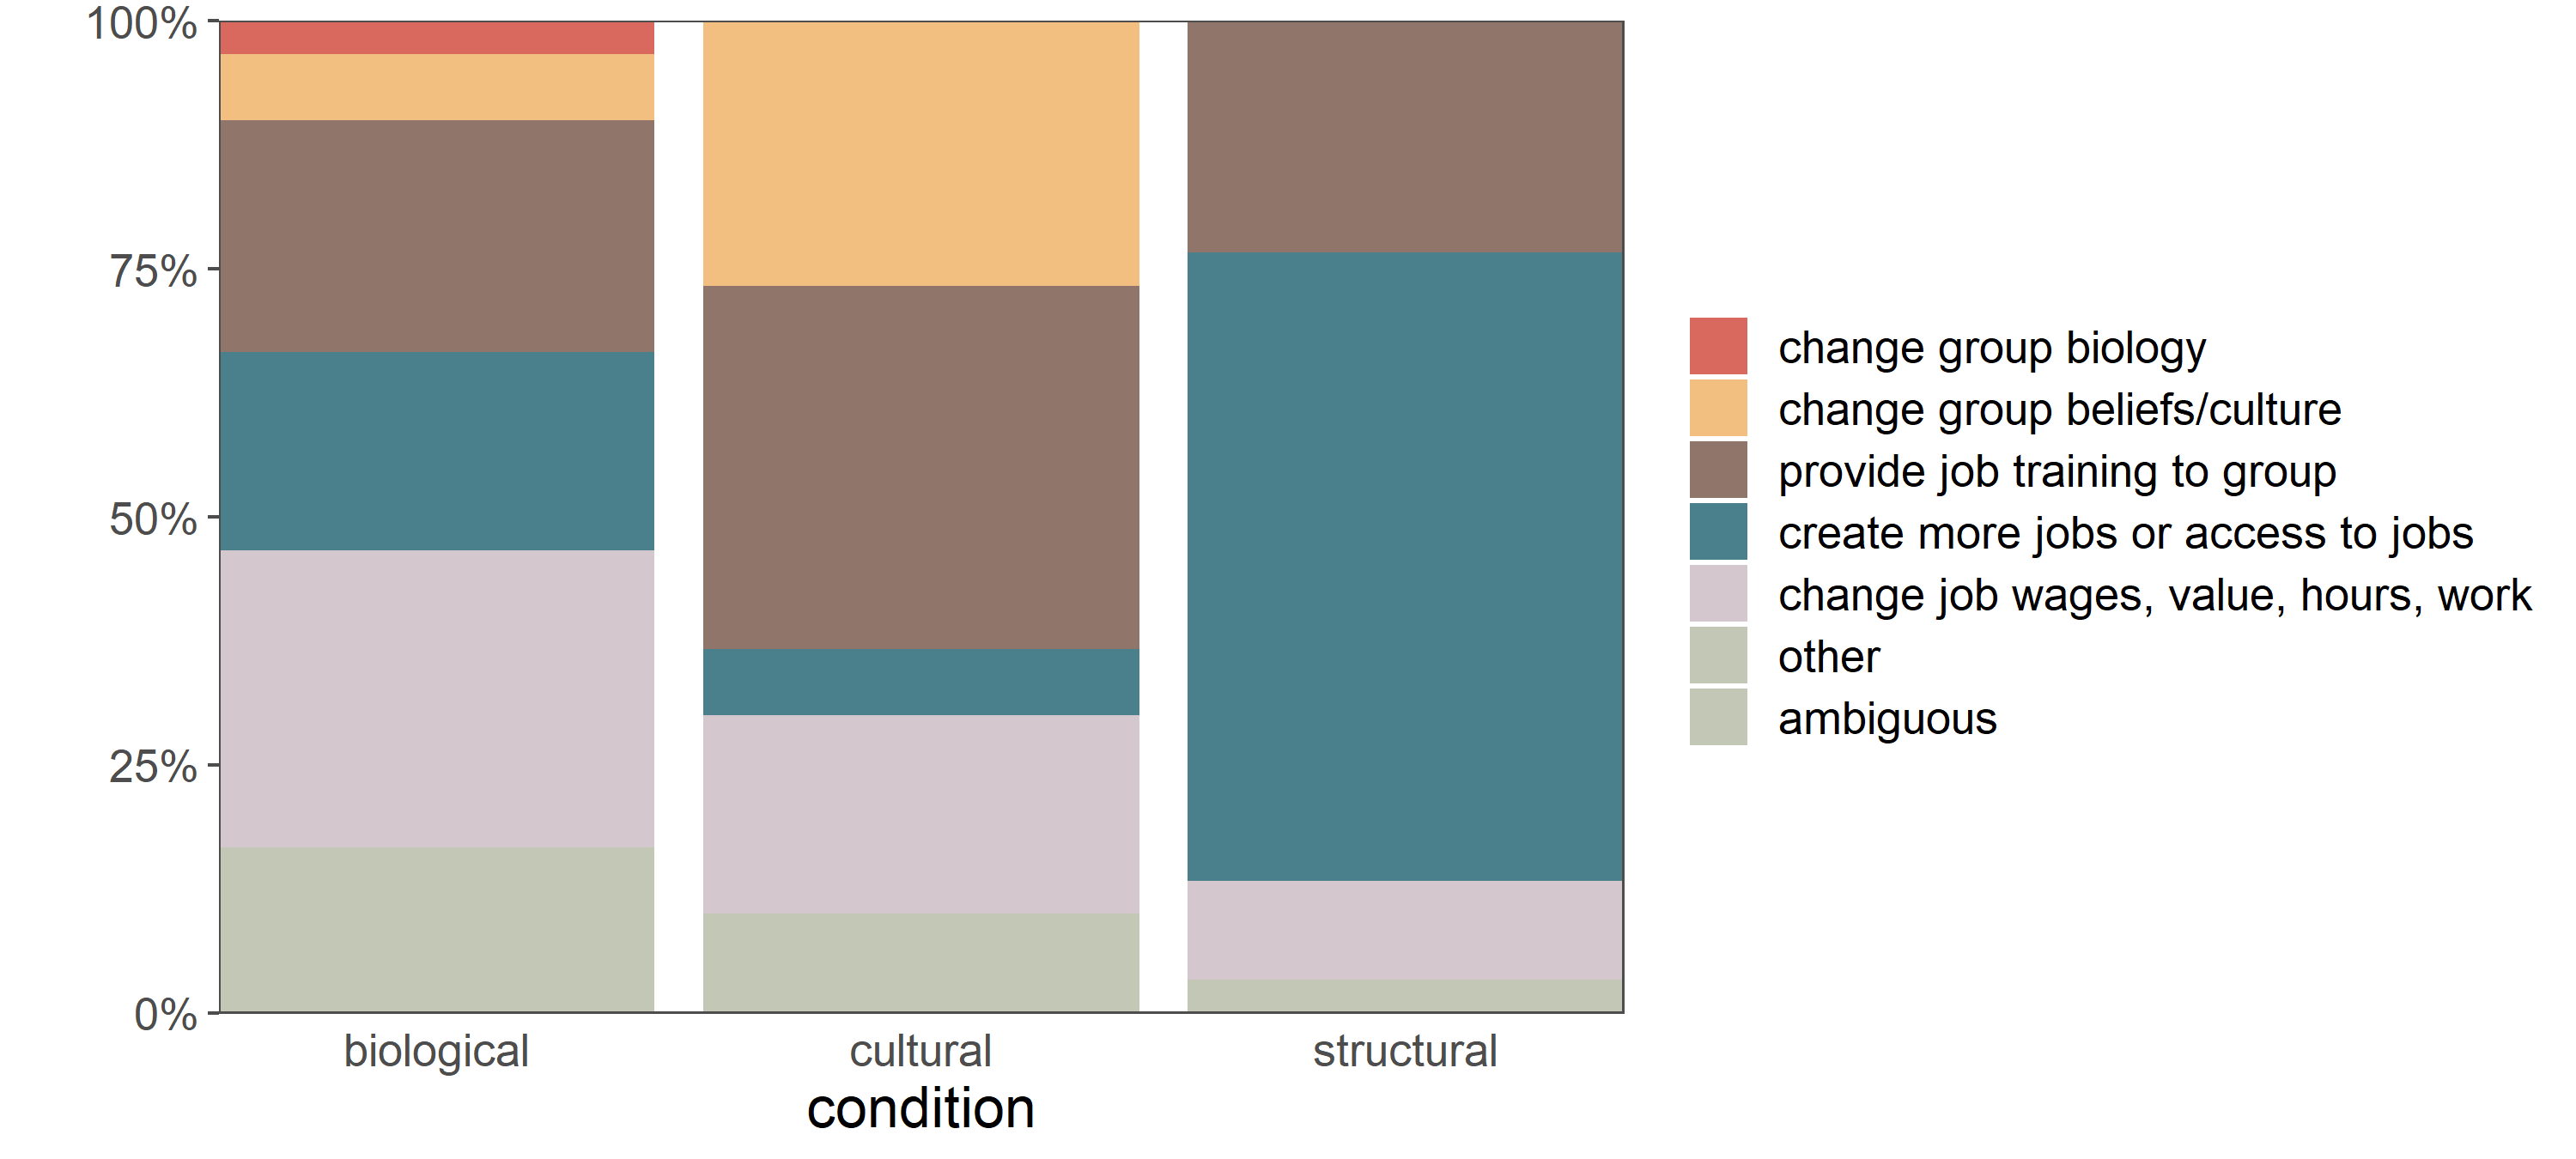 100%
75%
50%
25%
0%
biological
cultural
structural
condition
change group biology
change group beliefs/culture
provide job training to group
create more jobs or access to jobs
change job wages, value, hours, work
other
ambiguous